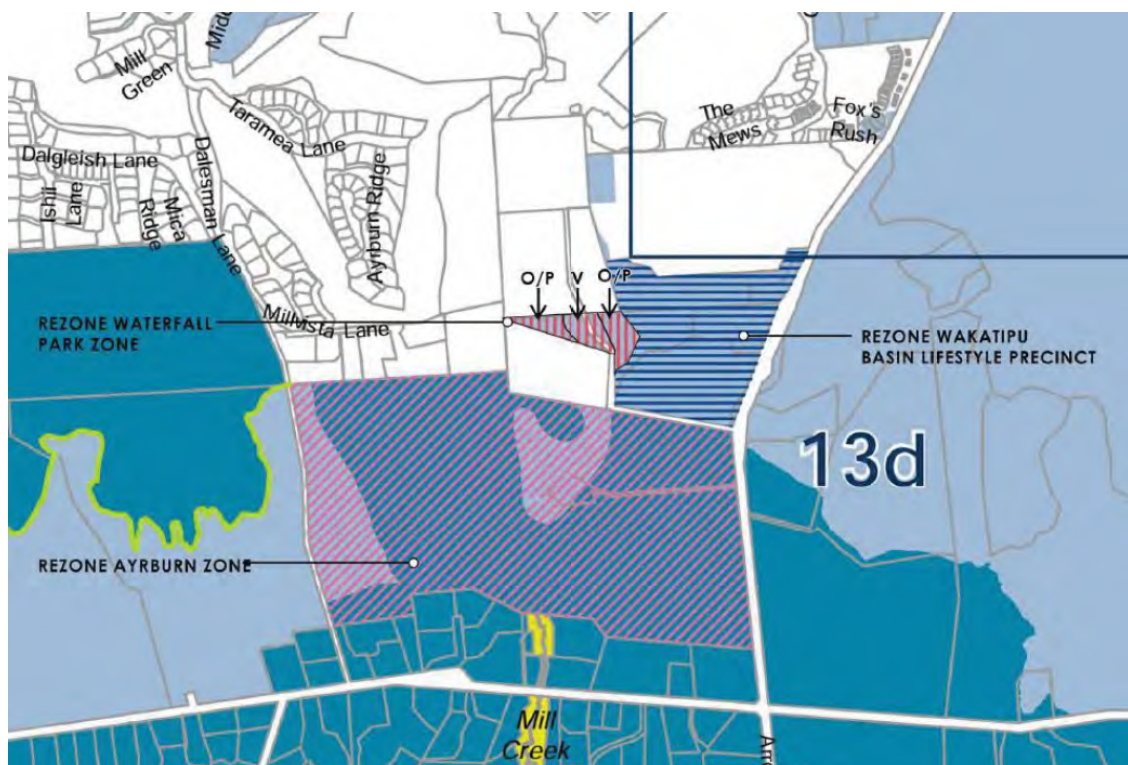 Mill
Green
Taramea Lane
The
Mews
Fox's
Rush
Dalgleish Lane
Ishil
Lane
Mica
Ridge
Dalesman Lane
Ayrburn Ridge
O/P
V
O/P
Millvista Lane
REZONE WATERFALL
PARK ZONE
REZONE WAKATIPU
BASIN LIFESTYLE PRECINCT
13d
REZONE AYRBURN ZONE
Mill
Creek